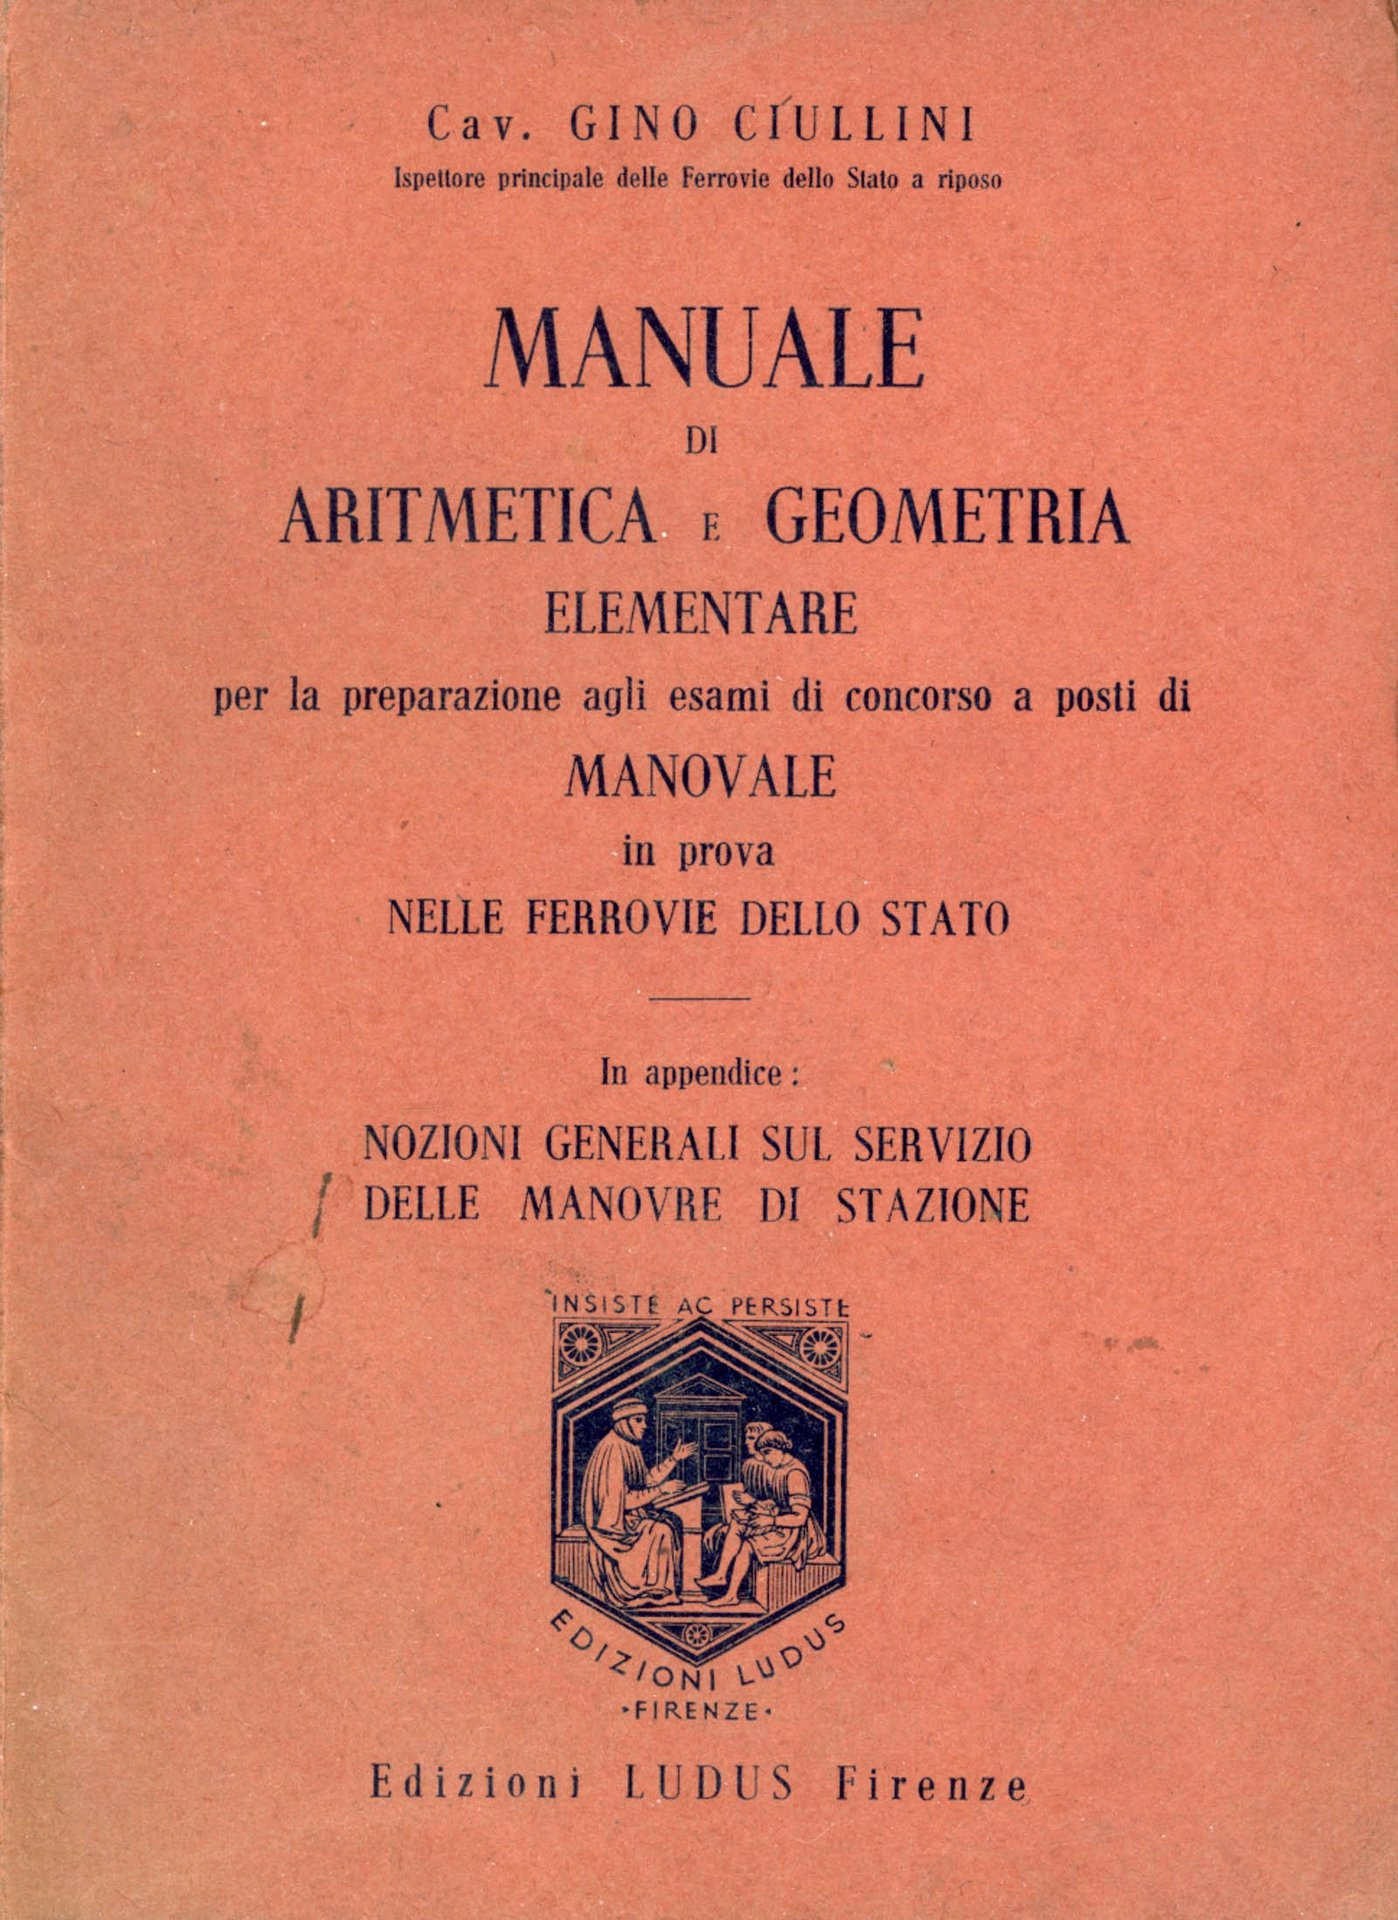 Cav. GINO CIULLINI
Ispettore principale delle Ferrovie dello Stato a riposo
MANUALE
DI
ARITMETICA E GEOMETRIA
ELEMENTARE
per la preparazione agli esami di concorso a posti di
MANOVALE
in prova
NELLE FERROVIE DELLO STATO
In appendice :
NOZIONI GENERALI SUL SERVIZIO
DELLE MANOVRE DI STAZIONE
INSISTE AC PERSISTE
EDIZIONI LUDUS
·FIRENZE·
Edizioni LUDUS Firenze